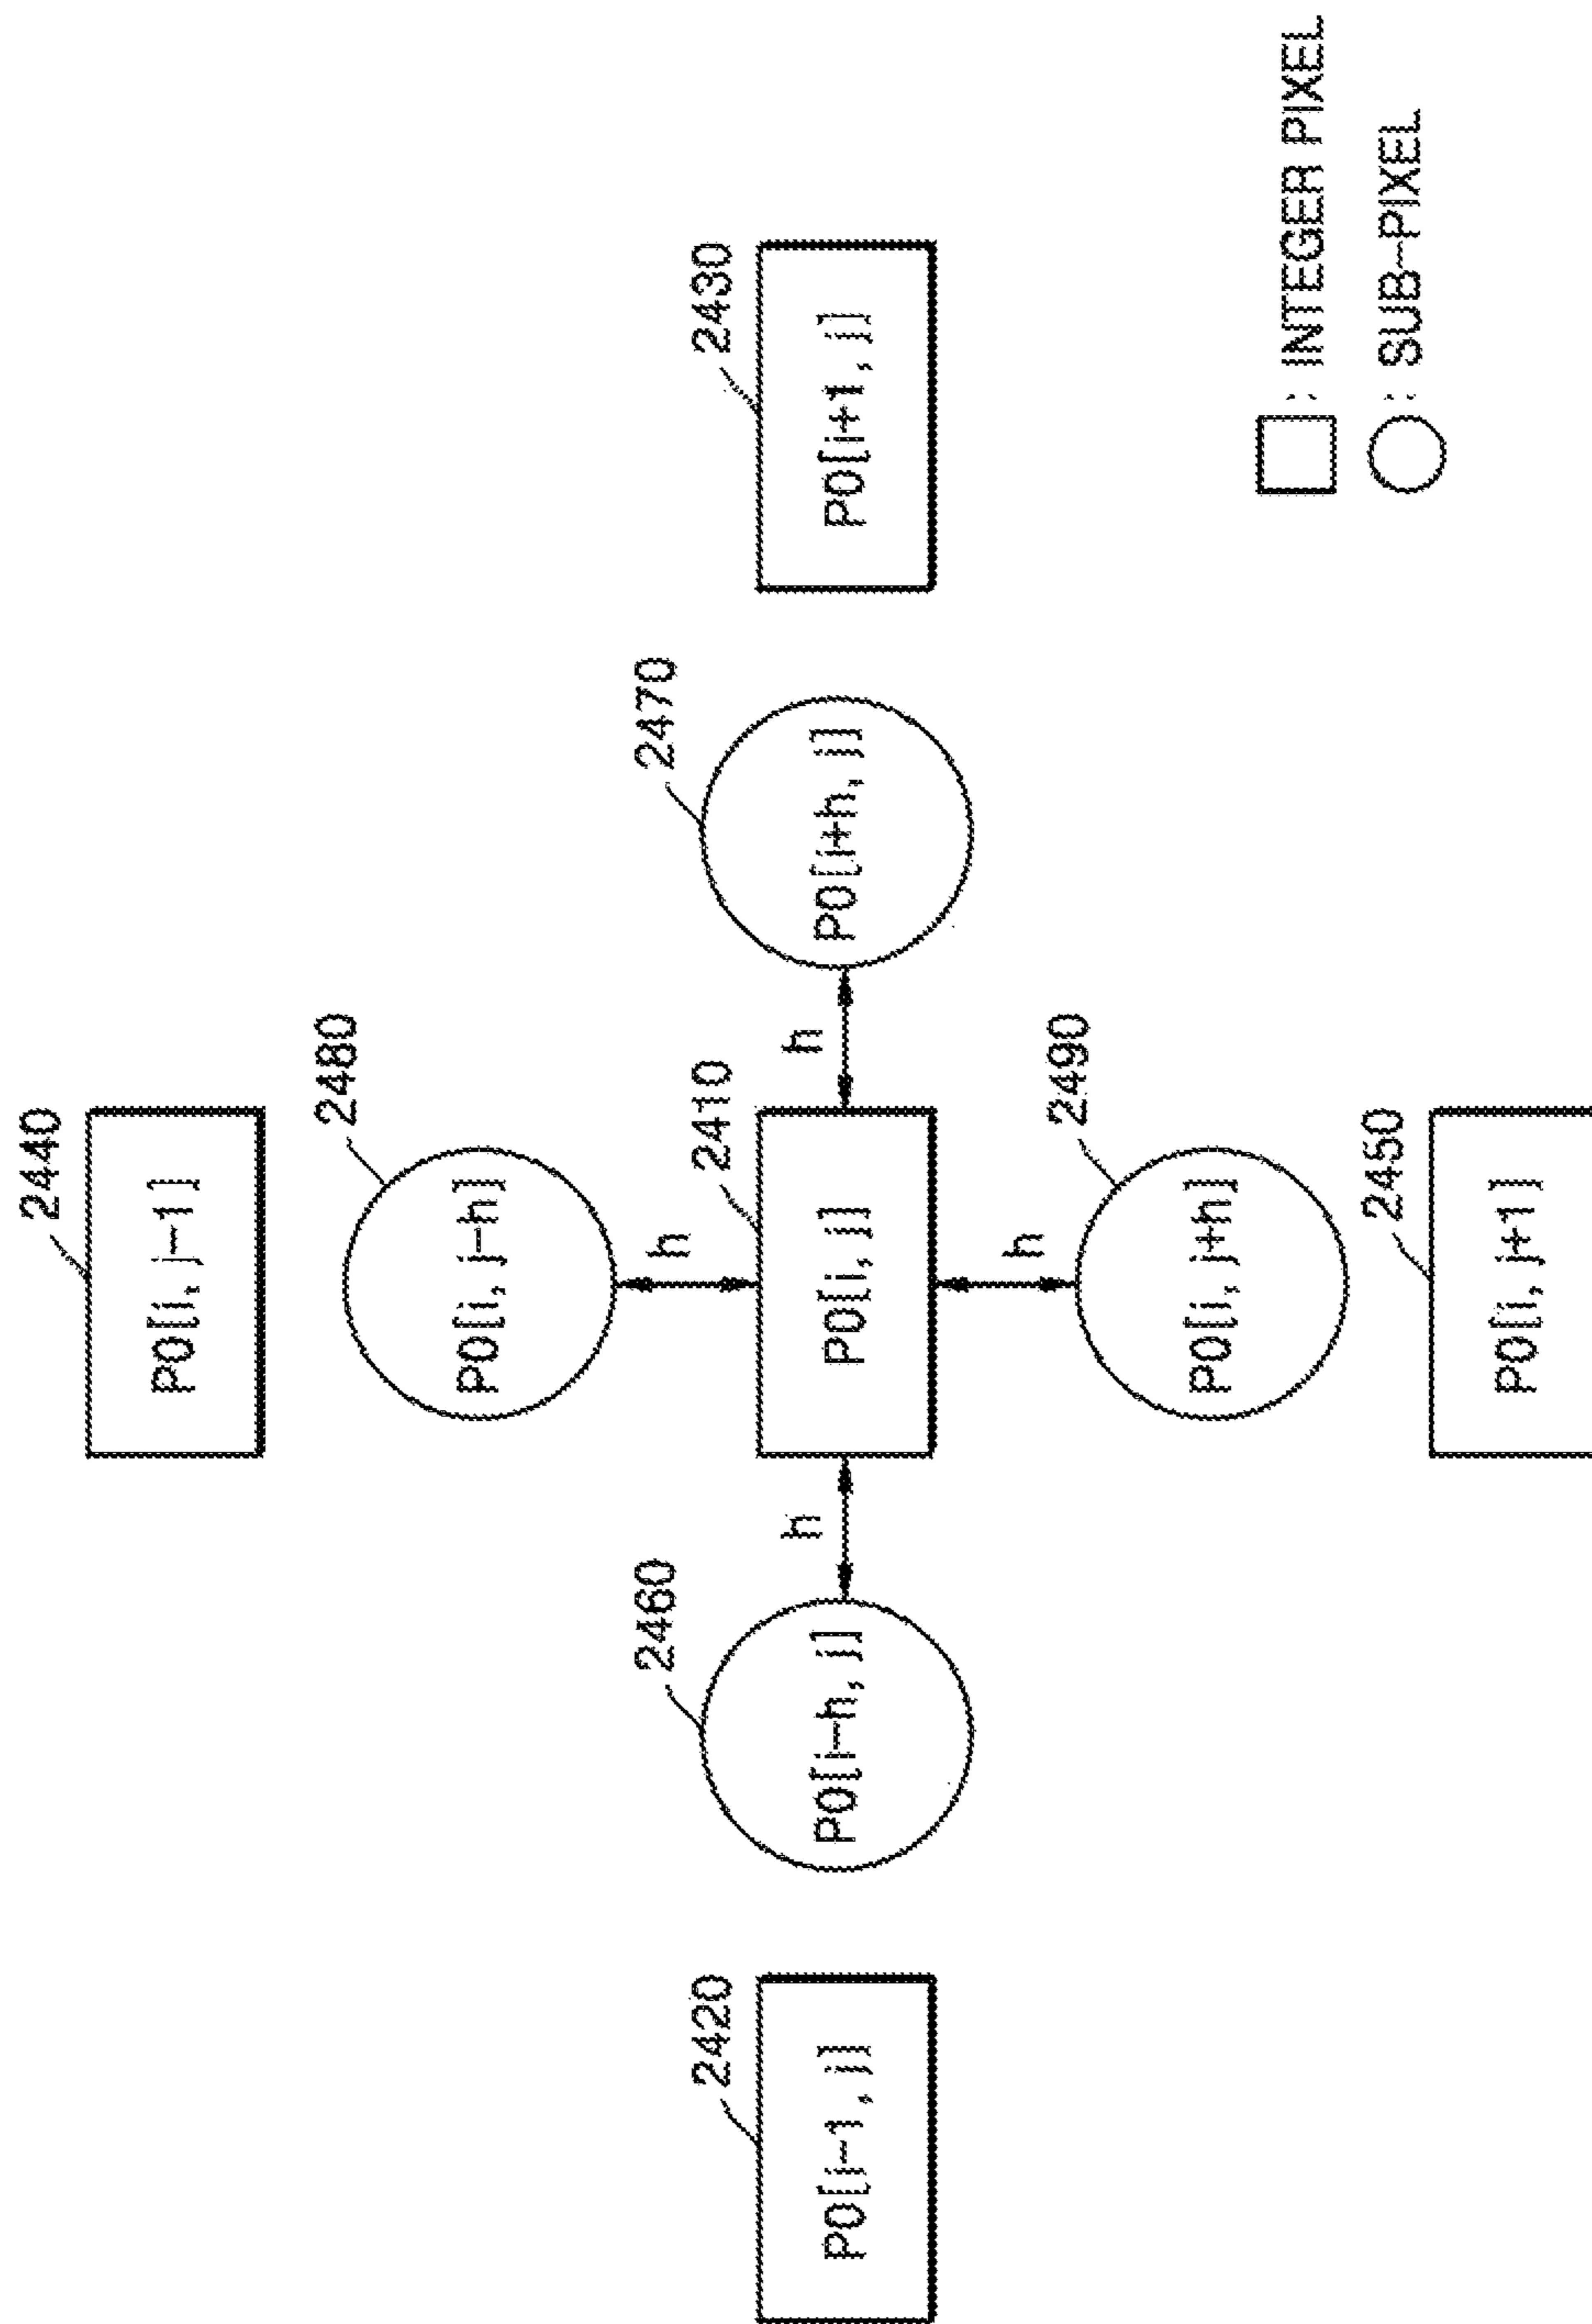 2440
P0[i, j-1]
2480
P0[i, j-h]
h
2420
P0[i-1, j]
2460
P0[i-h, j]
h
2410
P0[i, j]
h
2470
P0[i+h, j]
2430
P0[i+1, j]
h
2490
P0[i, j+h]
2450
P0[i, j+1]
: INTEGER PIXEL
: SUB-PIXEL